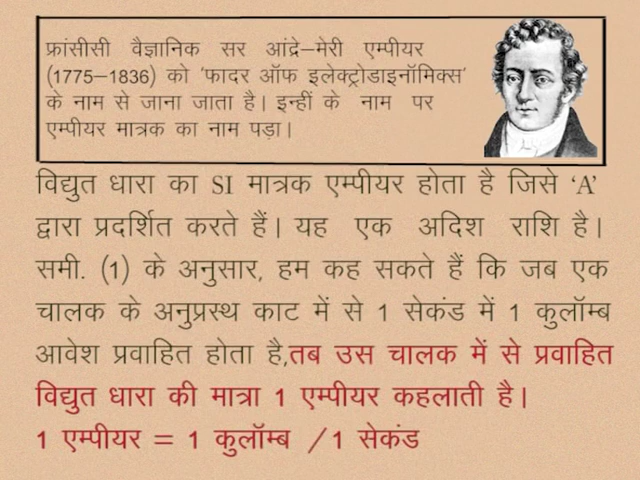 फ्रांसीसी वैज्ञानिक सर आंद्रे–मेरी एम्पीयर
(1775–1836) को 'फादर ऑफ इलेक्ट्रोडाइनॉमिक्स'
के नाम से जाना जाता है। इन्हीं के नाम पर
एम्पीयर मात्रक का नाम पड़ा।
विद्युत धारा का SI मात्रक एम्पीयर होता है जिसे 'A'
द्वारा प्रदर्शित करते हैं। यह एक अदिश राशि है।
समी. (1) के अनुसार, हम कह सकते हैं कि जब एक
चालक के अनुप्रस्थ काट में से 1 सेकंड में 1 कुलॉम्ब
आवेश प्रवाहित होता है,तब उस चालक में से प्रवाहित
विद्युत धारा की मात्रा 1 एम्पीयर कहलाती है।
1 एम्पीयर = 1 कुलॉम्ब /1 सेकंड